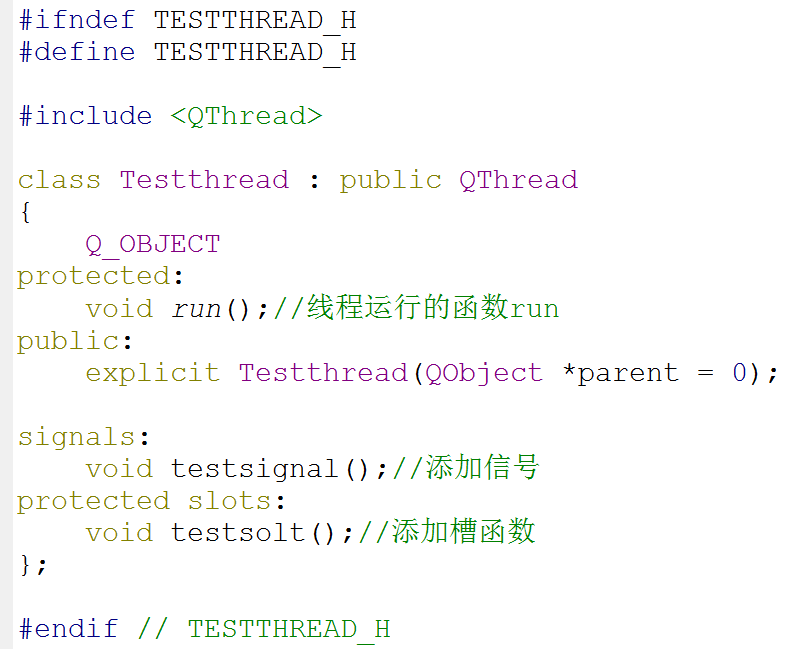 #ifndef TESTTHREAD_H
#define TESTTHREAD_H
#include <QThread>
class Testthread : public QThread
{
Q_OBJECT
protected:
void run();//线程运行的函数run
public:
explicit Testthread(QObject *parent = 0);
signals:
void testsignal();//添加信号
protected slots:
void testsolt();//添加槽函数
};
#endif // TESTTHREAD_H